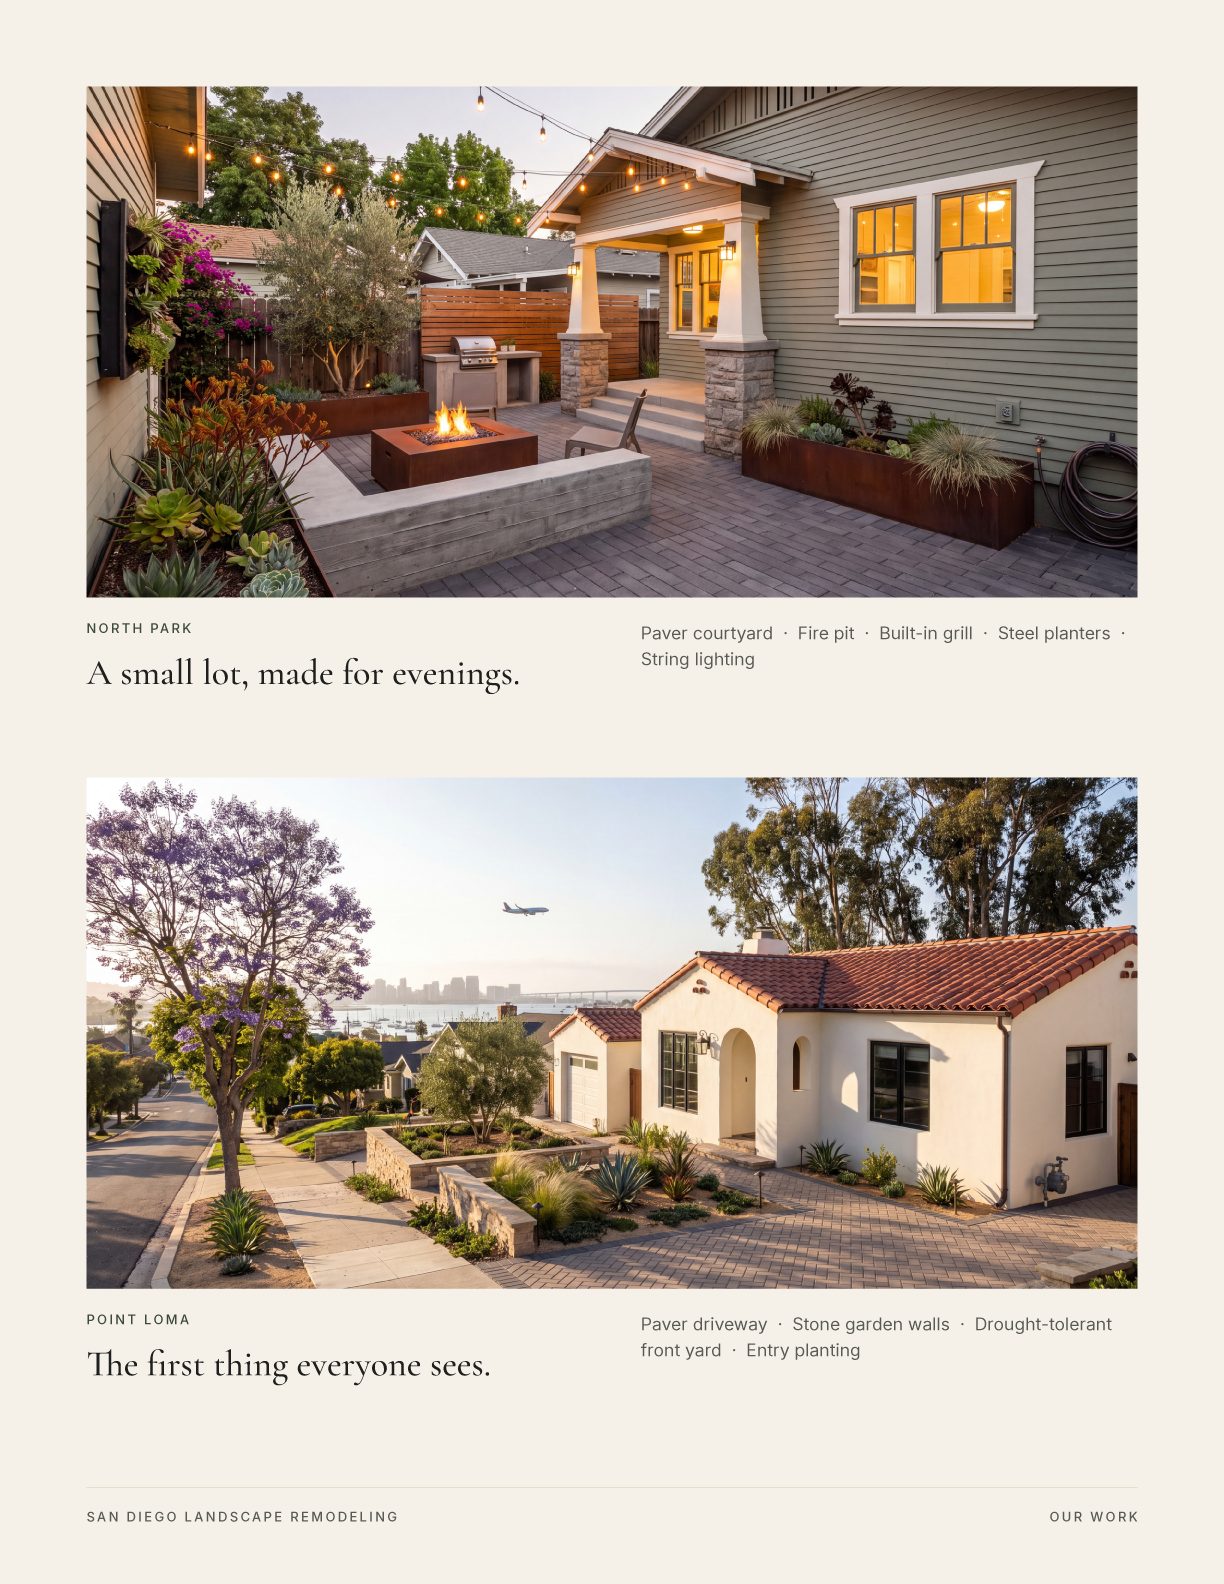 NORTH PARK
A small lot, made for evenings.
Paver courtyard · Fire pit · Built-in grill · Steel planters ·
String lighting
POINT LOMA
The first thing everyone sees.
Paver driveway · Stone garden walls · Drought-tolerant
front yard · Entry planting
SAN DIEGO LANDSCAPE REMODELING
OUR WORK